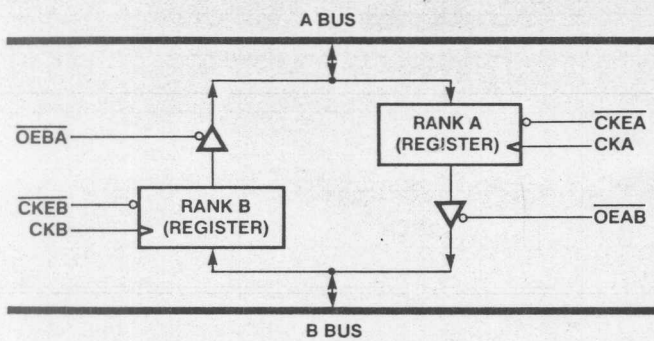 A BUS
OEBA
RANK A
(REGISTER)
CKEA
CKA
CKEB
CKB
RANK B
(REGISTER)
OEAB
B BUS